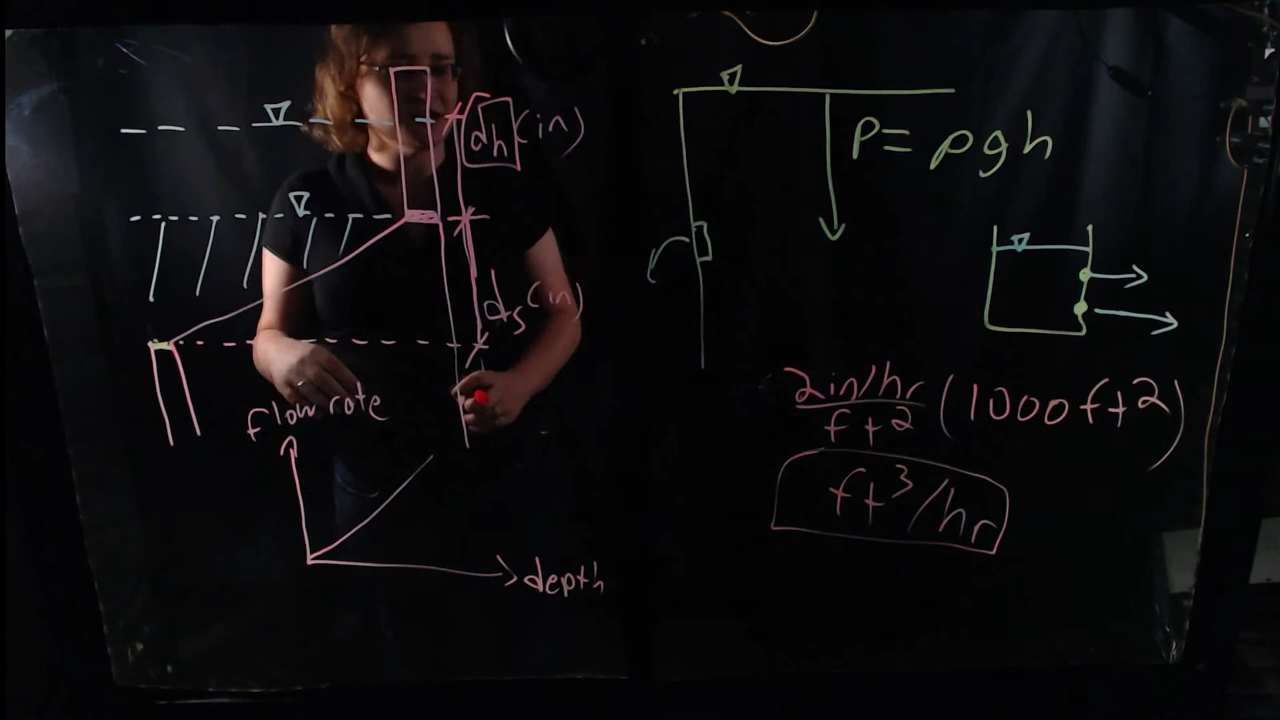 dh (in)
ds (in)
flow rate
depth
P= ρgh
2in/hr
ft2
(1000ft2)
ft³/hr